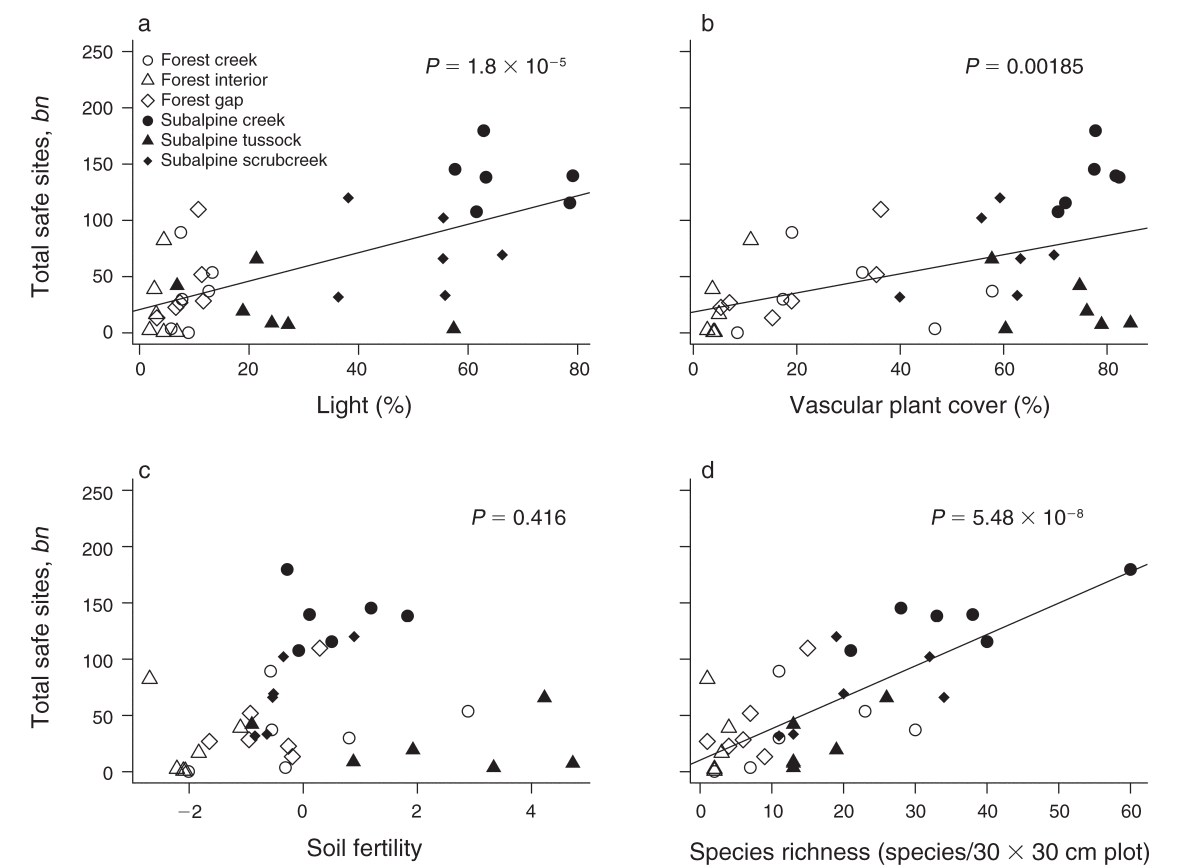 a
250
200
150
100
50
0
Total safe sites, bn
Forest creek
Forest interior
Forest gap
Subalpine creek
Subalpine tussock
Subalpine scrubcreek
P = 1.8 × 10⁻⁵
0 20 40 60 80
Light (%)
b
P = 0.00185
0 20 40 60 80
Vascular plant cover (%)
c
250
200
150
100
50
0
Total safe sites, bn
P = 0.416
−2 0 2 4
Soil fertility
d
P = 5.48 × 10⁻⁸
0 10 20 30 40 50 60
Species richness (species/30 × 30 cm plot)